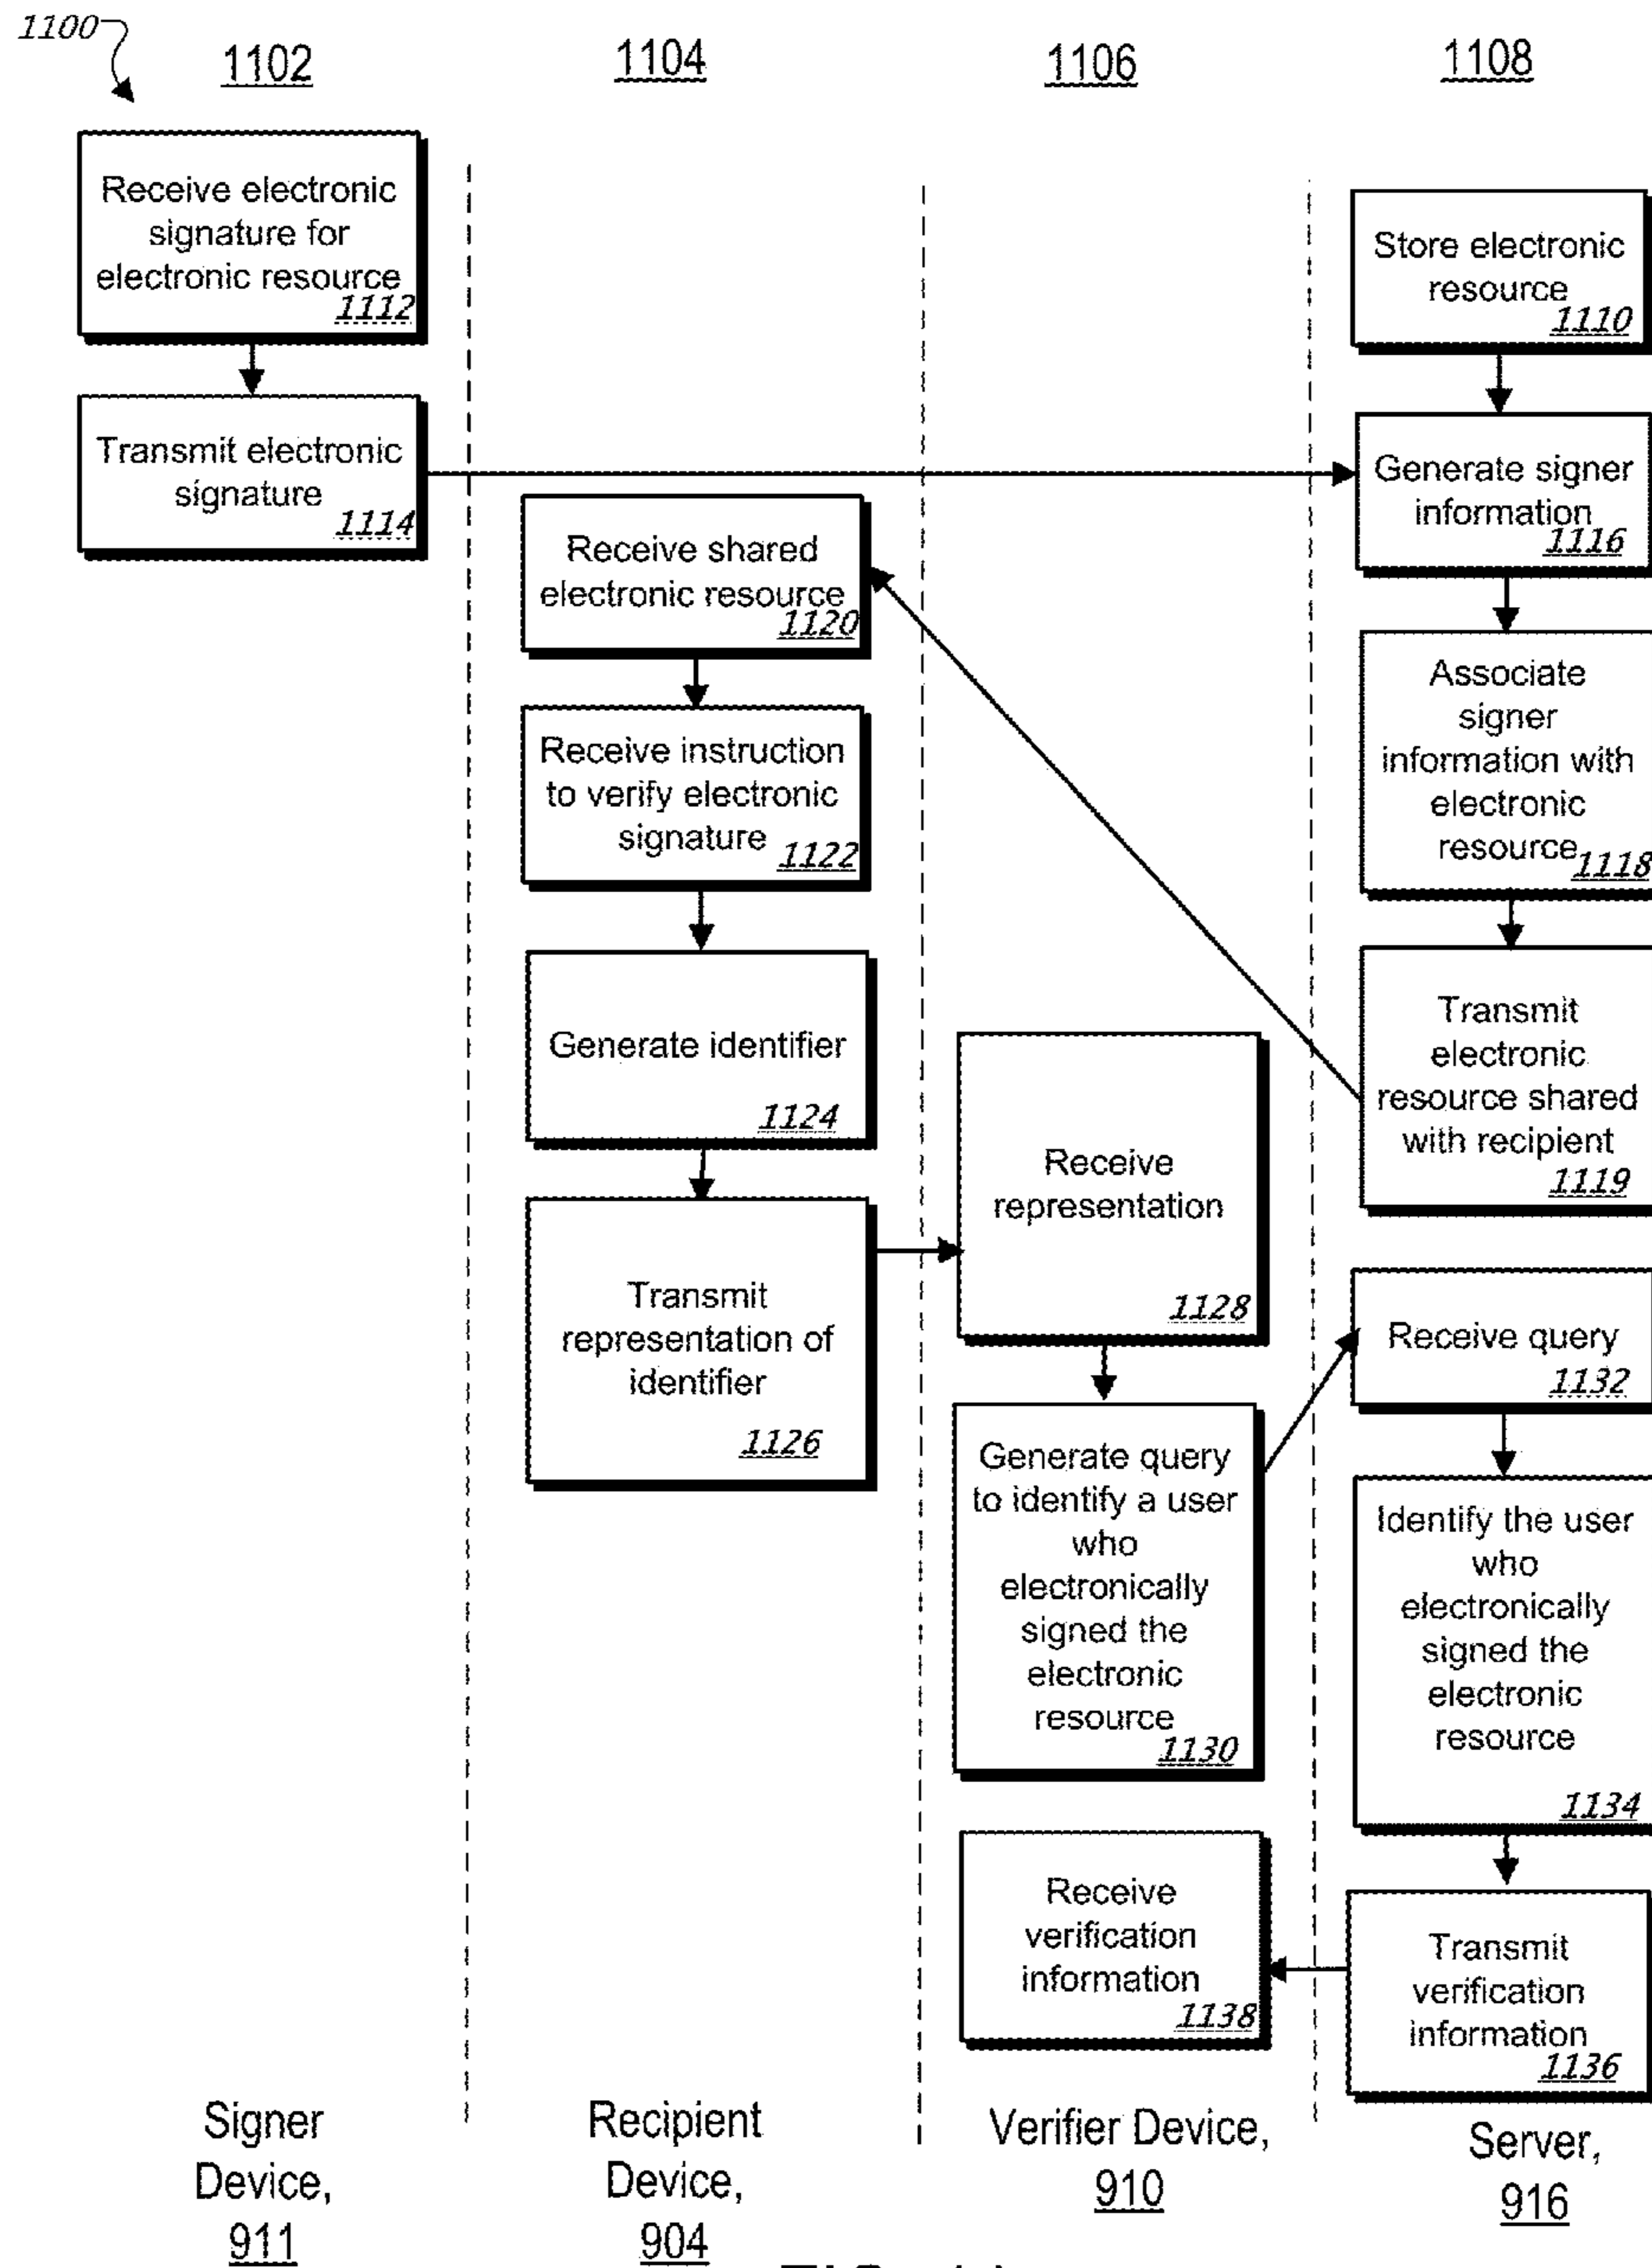 1100
1102
1104
1106
1108
Receive electronic
signature for
electronic resource
1112
Transmit electronic
signature
1114
Receive shared
electronic resource
1120
Receive instruction
to verify electronic
signature
1122
Generate identifier
1124
Transmit
representation of
identifier
1126
Receive
representation
1128
Generate query
to identify a user
who
electronically
signed the
electronic
resource
1130
Receive
verification
information
1138
Store electronic
resource
1110
Generate signer
information
1116
Associate
signer
information with
electronic
resource
1118
Transmit
electronic
resource shared
with recipient
1119
Receive query
1132
Identify the user
who
electronically
signed the
electronic
resource
1134
Transmit
verification
information
1136
Signer
Device,
911
Recipient
Device,
904
Verifier Device,
910
Server,
916